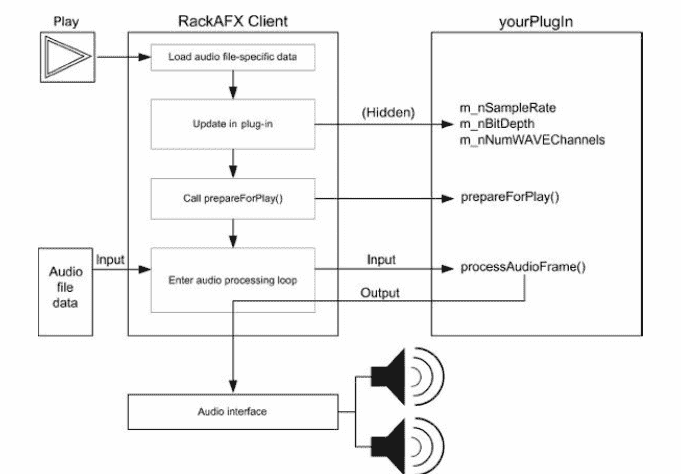 Play
RackAFX Client
yourPlugIn
Load audio file-specific data
Update in plug-in
(Hidden)
m_nSampleRate
m_nBitDepth
m_nNumWAVEChannels
Call prepareForPlay()
prepareForPlay()
Audio
file
data
Input
Enter audio processing loop
Input
Output
processAudioFrame()
Audio interface